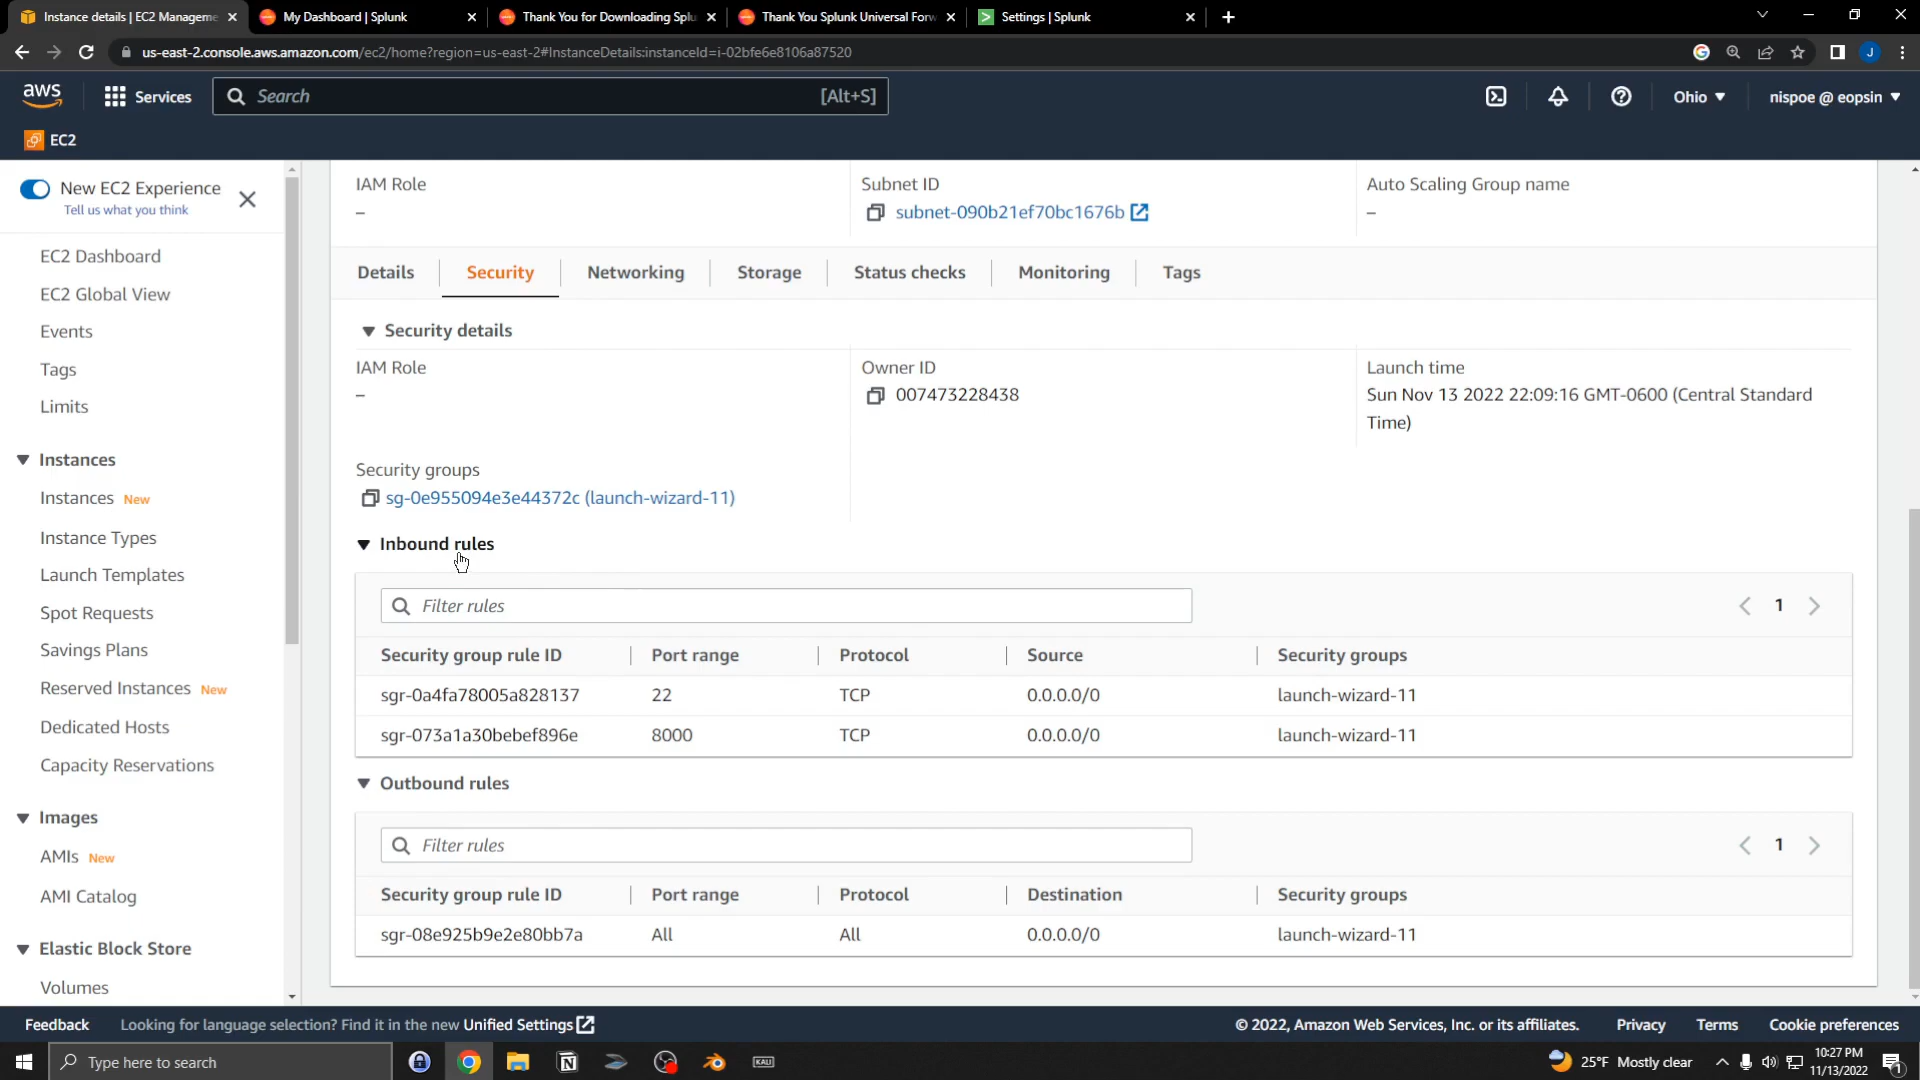 Instance details | EC2 Manageme
My Dashboard | Splunk
Thank You for Downloading Splu
Thank You Splunk Universal Forw
Settings | Splunk
us-east-2.console.aws.amazon.com/ec2/home?region=us-east-2#InstanceDetails:instanceId=i-02bfe6e8106a87520
J
aws
Services
Search
[Alt+S]
Ohio
nispoe @ eopsin
EC2
New EC2 Experience
Tell us what you think
EC2 Dashboard
EC2 Global View
Events
Tags
Limits
Instances
Instances New
Instance Types
Launch Templates
Spot Requests
Savings Plans
Reserved Instances New
Dedicated Hosts
Capacity Reservations
Images
AMIs New
AMI Catalog
Elastic Block Store
Volumes
IAM Role
–
Subnet ID
subnet-090b21ef70bc1676b
Auto Scaling Group name
–
Details
Security
Networking
Storage
Status checks
Monitoring
Tags
Security details
IAM Role
–
Owner ID
007473228438
Launch time
Sun Nov 13 2022 22:09:16 GMT-0600 (Central Standard
Time)
Security groups
sg-0e955094e3e44372c (launch-wizard-11)
Inbound rules
Filter rules
1
Security group rule ID Port range Protocol Source Security groups
sgr-0a4fa78005a828137 22 TCP 0.0.0.0/0 launch-wizard-11
sgr-073a1a30bebef896e 8000 TCP 0.0.0.0/0 launch-wizard-11
Outbound rules
Filter rules
1
Security group rule ID Port range Protocol Destination Security groups
sgr-08e925b9e2e80bb7a All All 0.0.0.0/0 launch-wizard-11
Feedback
Looking for language selection? Find it in the new Unified Settings
© 2022, Amazon Web Services, Inc. or its affiliates.
Privacy
Terms
Cookie preferences
Type here to search
KALI
25°F Mostly clear
10:27 PM
11/13/2022
1